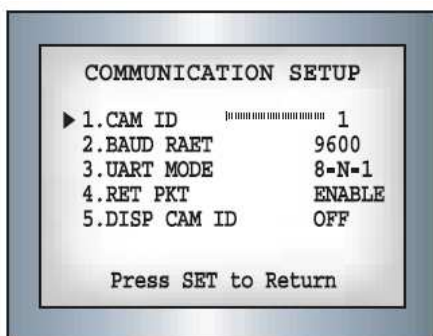 COMMUNICATION SETUP
▶ 1.CAM ID 1
2.BAUD RAET 9600
3.UART MODE 8-N-1
4.RET PKT ENABLE
5.DISP CAM ID OFF
Press SET to Return